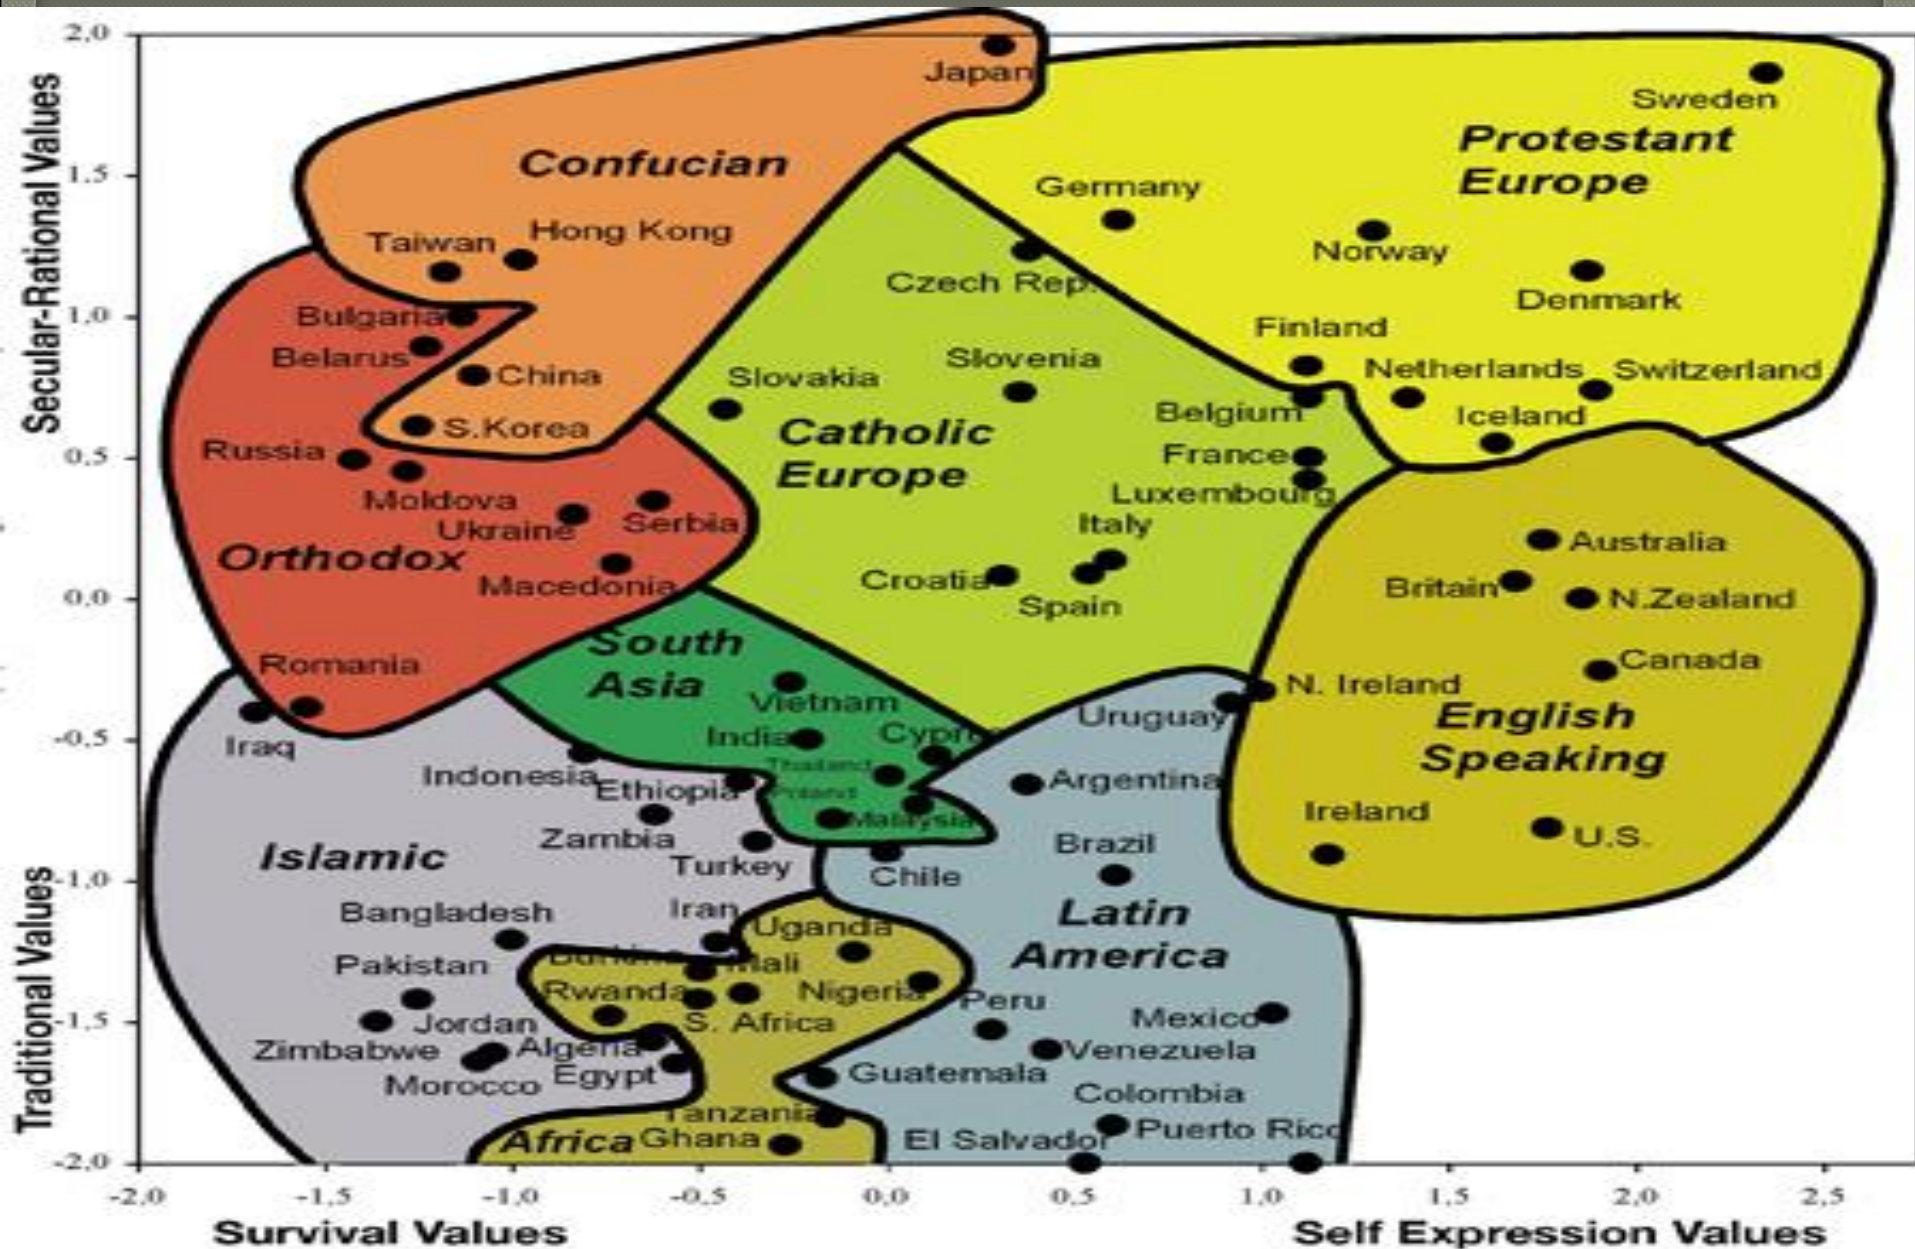 2,0
Japan
Sweden
Secular-Rational Values
Protestant
Europe
Confucian
1,5
Germany
Hong Kong
Taiwan
Norway
Czech Rep.
Denmark
1,0
Bulgaria
Finland
Belarus
Slovenia
China
Slovakia
Netherlands
Switzerland
Belgium
Iceland
S.Korea
Catholic
Europe
Russia
0,5
France
Moldova
Luxembourg
Ukraine
Serbia
Italy
Australia
Orthodox
Macedonia
Croatia
Spain
Britain
N.Zealand
0,0
South
Asia
Romania
Canada
Vietnam
N. Ireland
Uruguay
English
Speaking
-0,5
Iraq
India
Indonesia
Thailand
Ethiopia
Poland
Argentina
Malaysia
Ireland
U.S.
Zambia
Brazil
Islamic
Turkey
Chile
-1,0
Traditional Values
Bangladesh
Iran
Uganda
Latin
America
Pakistan
Mali
Rwanda
Nigeria
Peru
-1,5
Jordan
S. Africa
Mexico
Zimbabwe
Algeria
Venezuela
Morocco
Egypt
Guatemala
Colombia
Tanzania
Africa
Ghana
El Salvador
Puerto Rico
-2,0
-2,0 -1,5 -1,0 -0,5 0,0 0,5 1,0 1,5 2,0 2,5
Survival Values
Self Expression Values